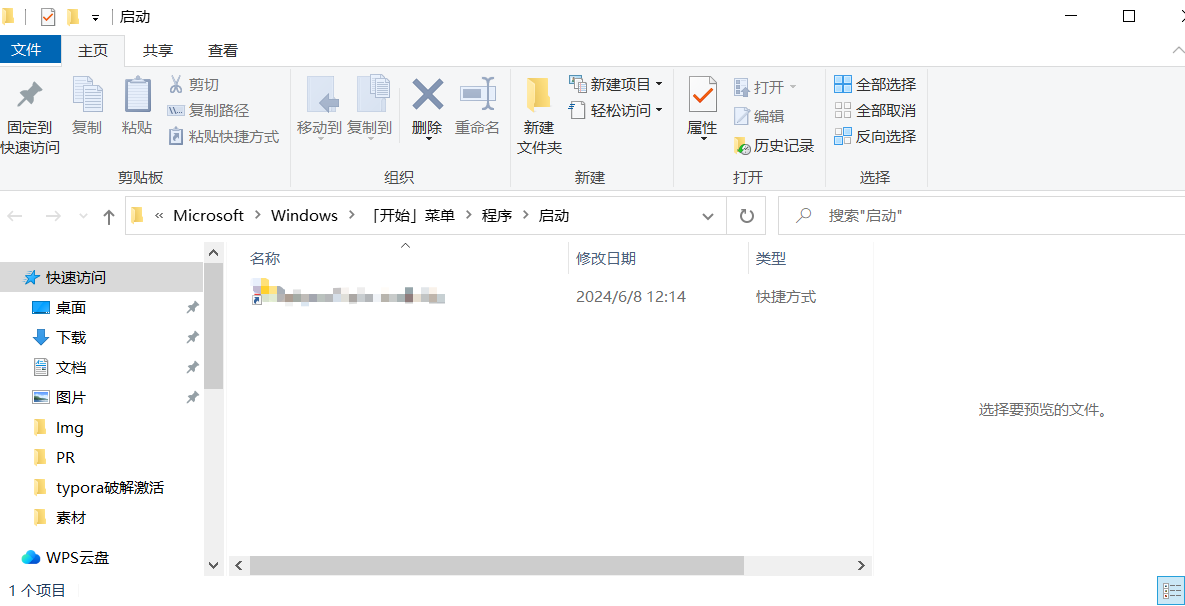 启动
文件 主页 共享 查看
固定到快速访问
复制
粘贴
剪切
复制路径
粘贴快捷方式
剪贴板
移动到 复制到 删除 重命名
组织
新建文件夹
新建项目
轻松访问
新建
属性
打开
编辑
历史记录
打开
全部选择
全部取消
反向选择
选择
« Microsoft > Windows > 「开始」菜单 > 程序 > 启动
搜索"启动"
名称 修改日期 类型
2024/6/8 12:14 快捷方式
快速访问
桌面
下载
文档
图片
Img
PR
typora破解激活
素材
WPS云盘
选择要预览的文件。
1 个项目